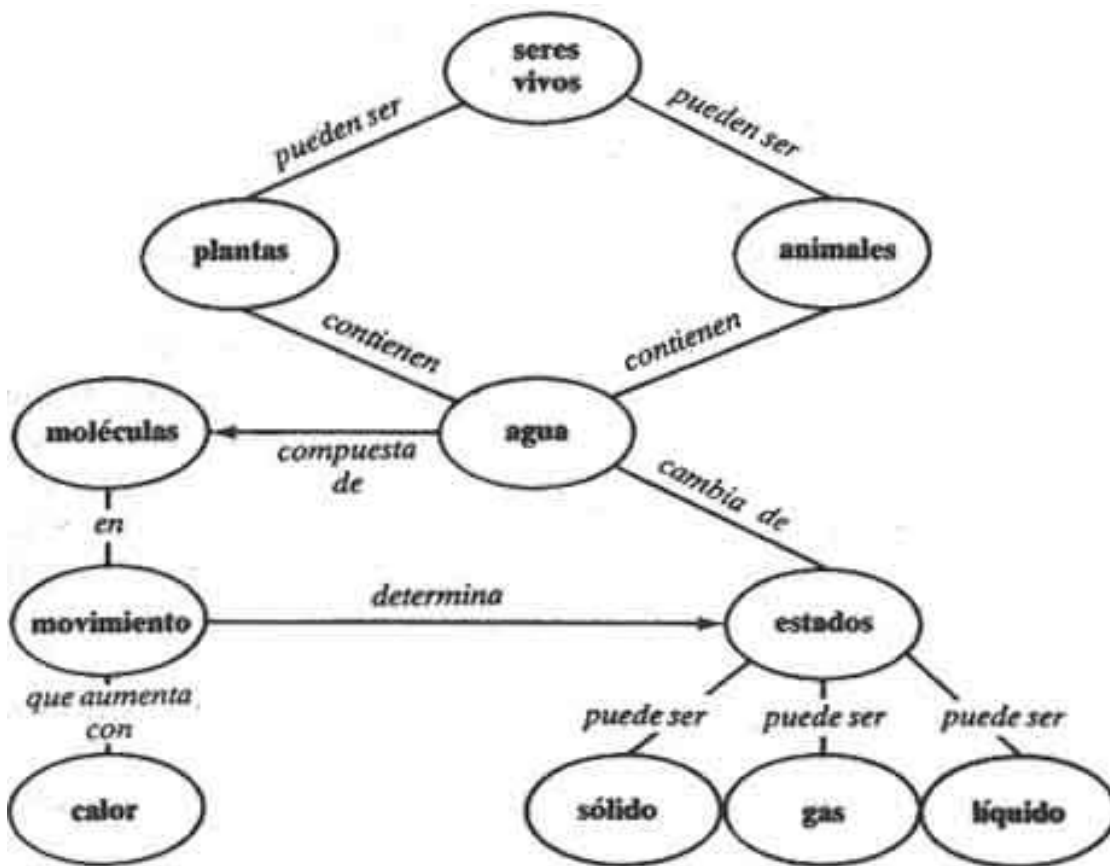 seres
vivos
pueden ser
pueden ser
plantas
animales
contienen
contienen
moléculas
agua
compuesta
de
cambia de
en
movimiento
determina
estados
que aumenta
con
puede ser
puede ser
puede ser
calor
sólido
gas
líquido